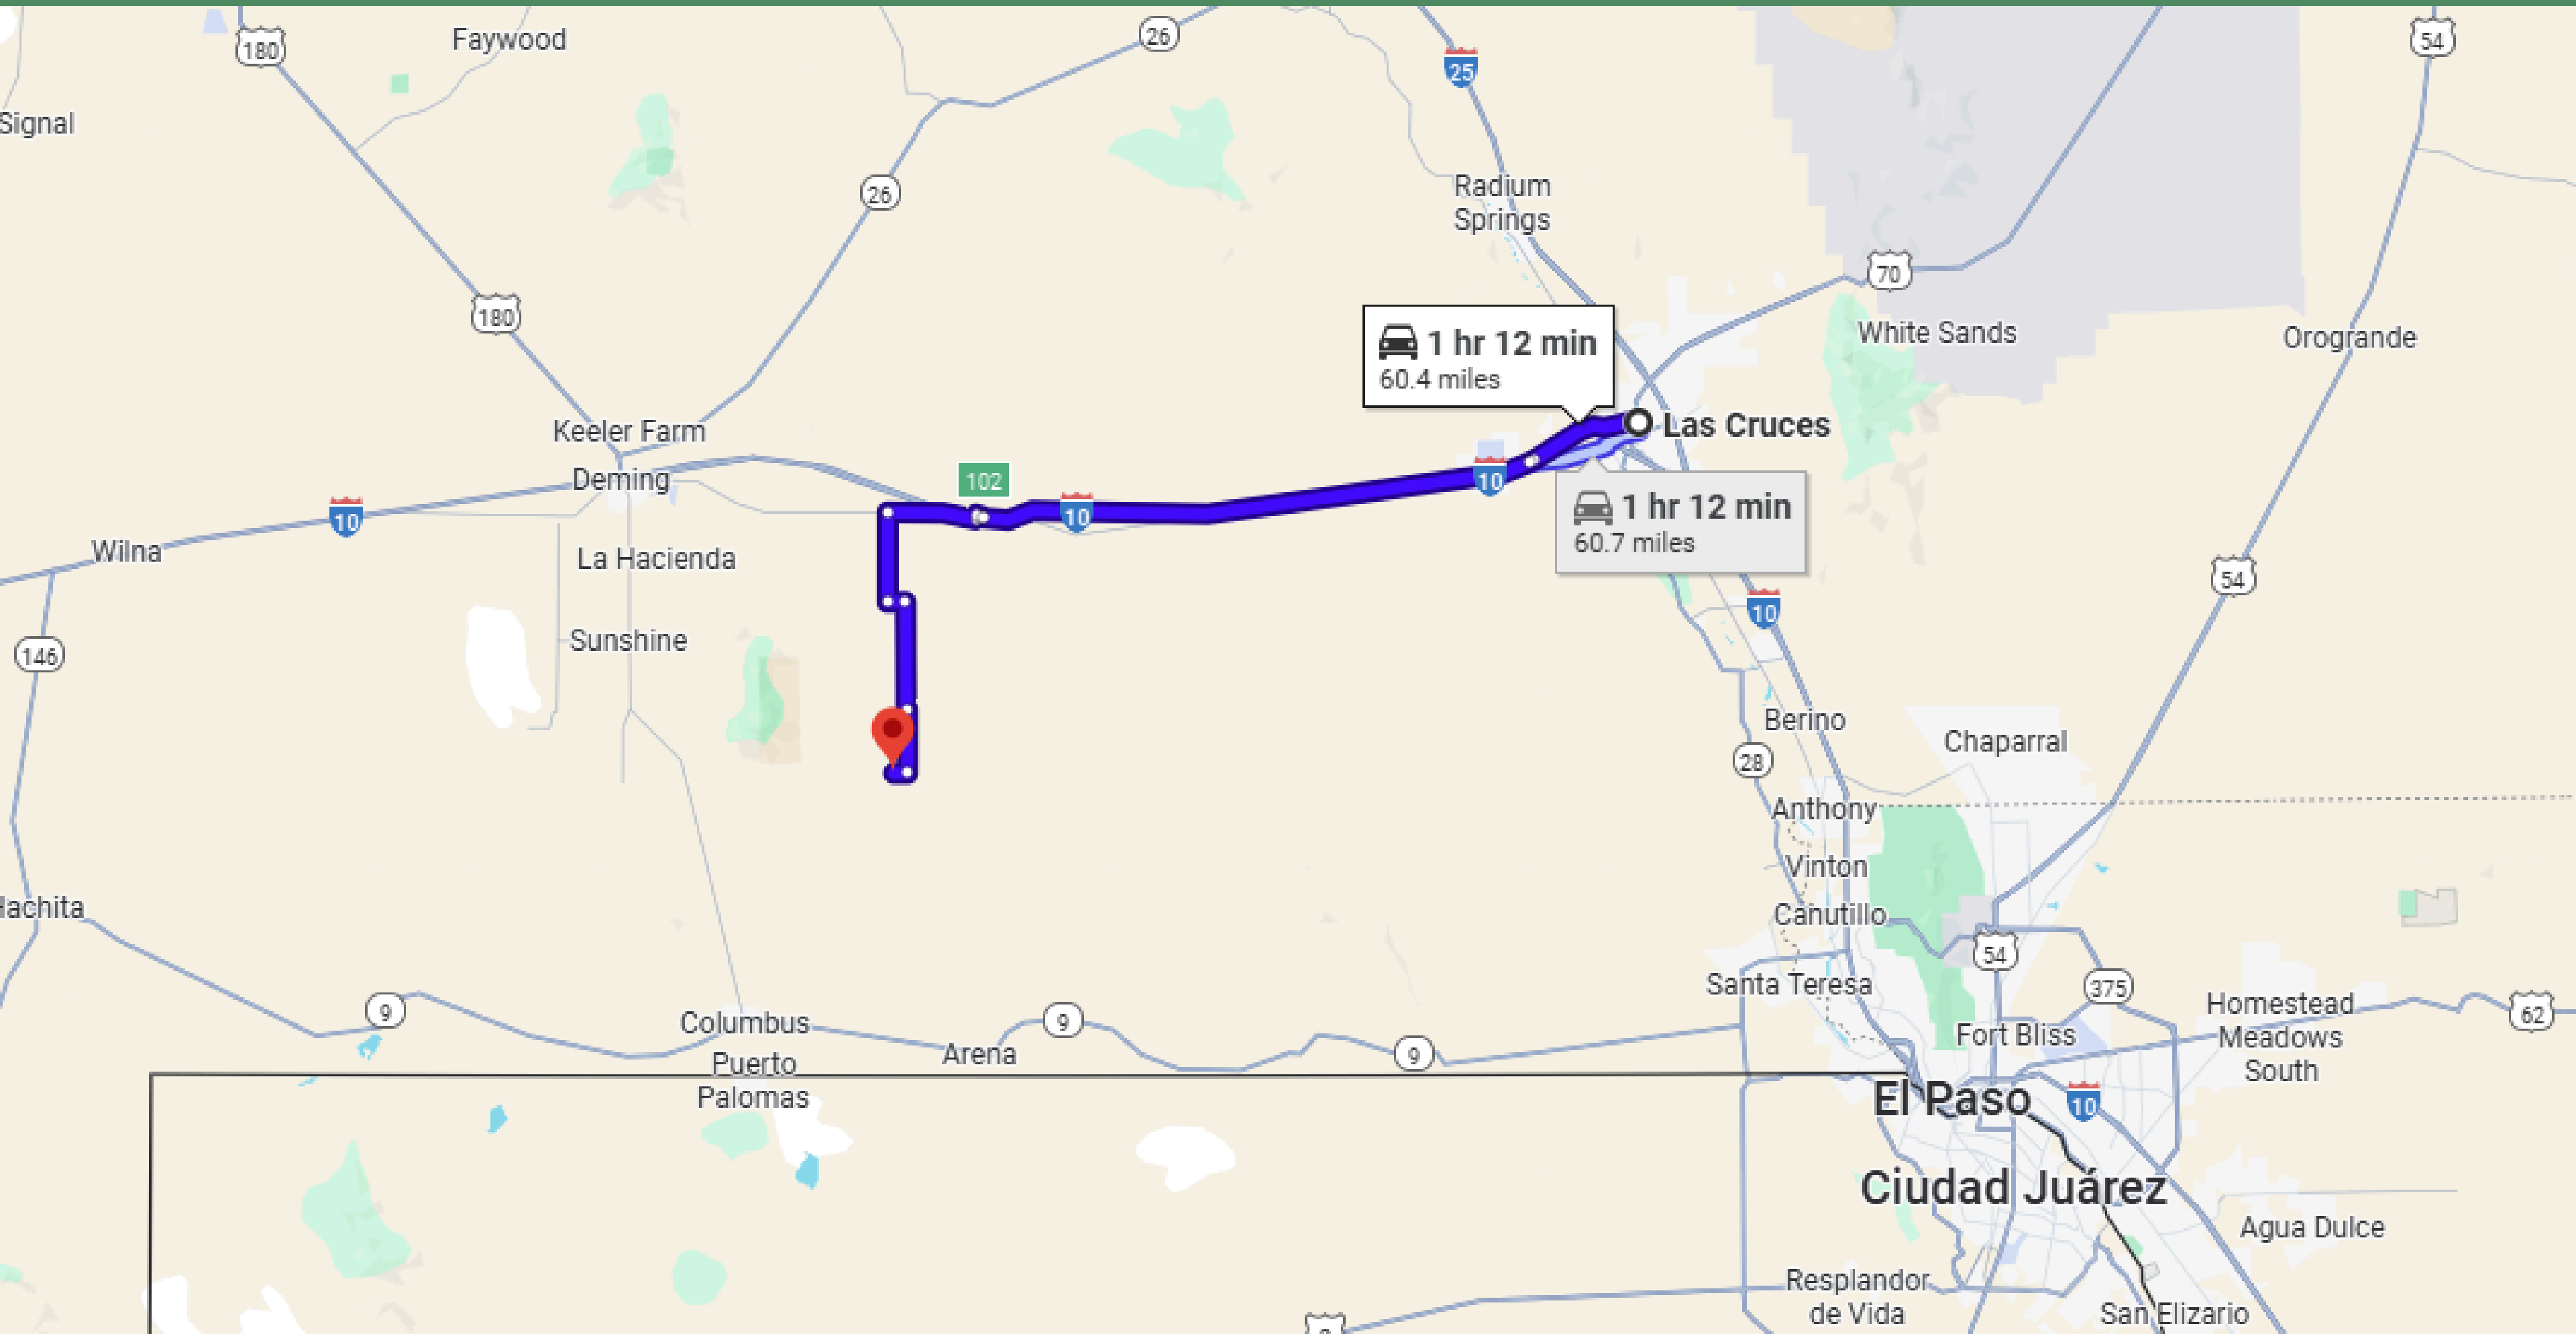 180
Faywood
26
25
54
Signal
26
Radium
Springs
70
180
White Sands
Orogrande
1 hr 12 min
60.4 miles
Las Cruces
Keeler Farm
Deming
102
10
10
10
1 hr 12 min
60.7 miles
Wilna
La Hacienda
54
10
Sunshine
146
Berino
Chaparral
28
Anthony
Vinton
Hachita
Canutillo
54
Santa Teresa
375
Homestead
Meadows
South
62
9
Columbus
9
Arena
9
Fort Bliss
Puerto
Palomas
El Paso
10
Ciudad Juárez
Agua Dulce
Resplandor
de Vida
San Elizario